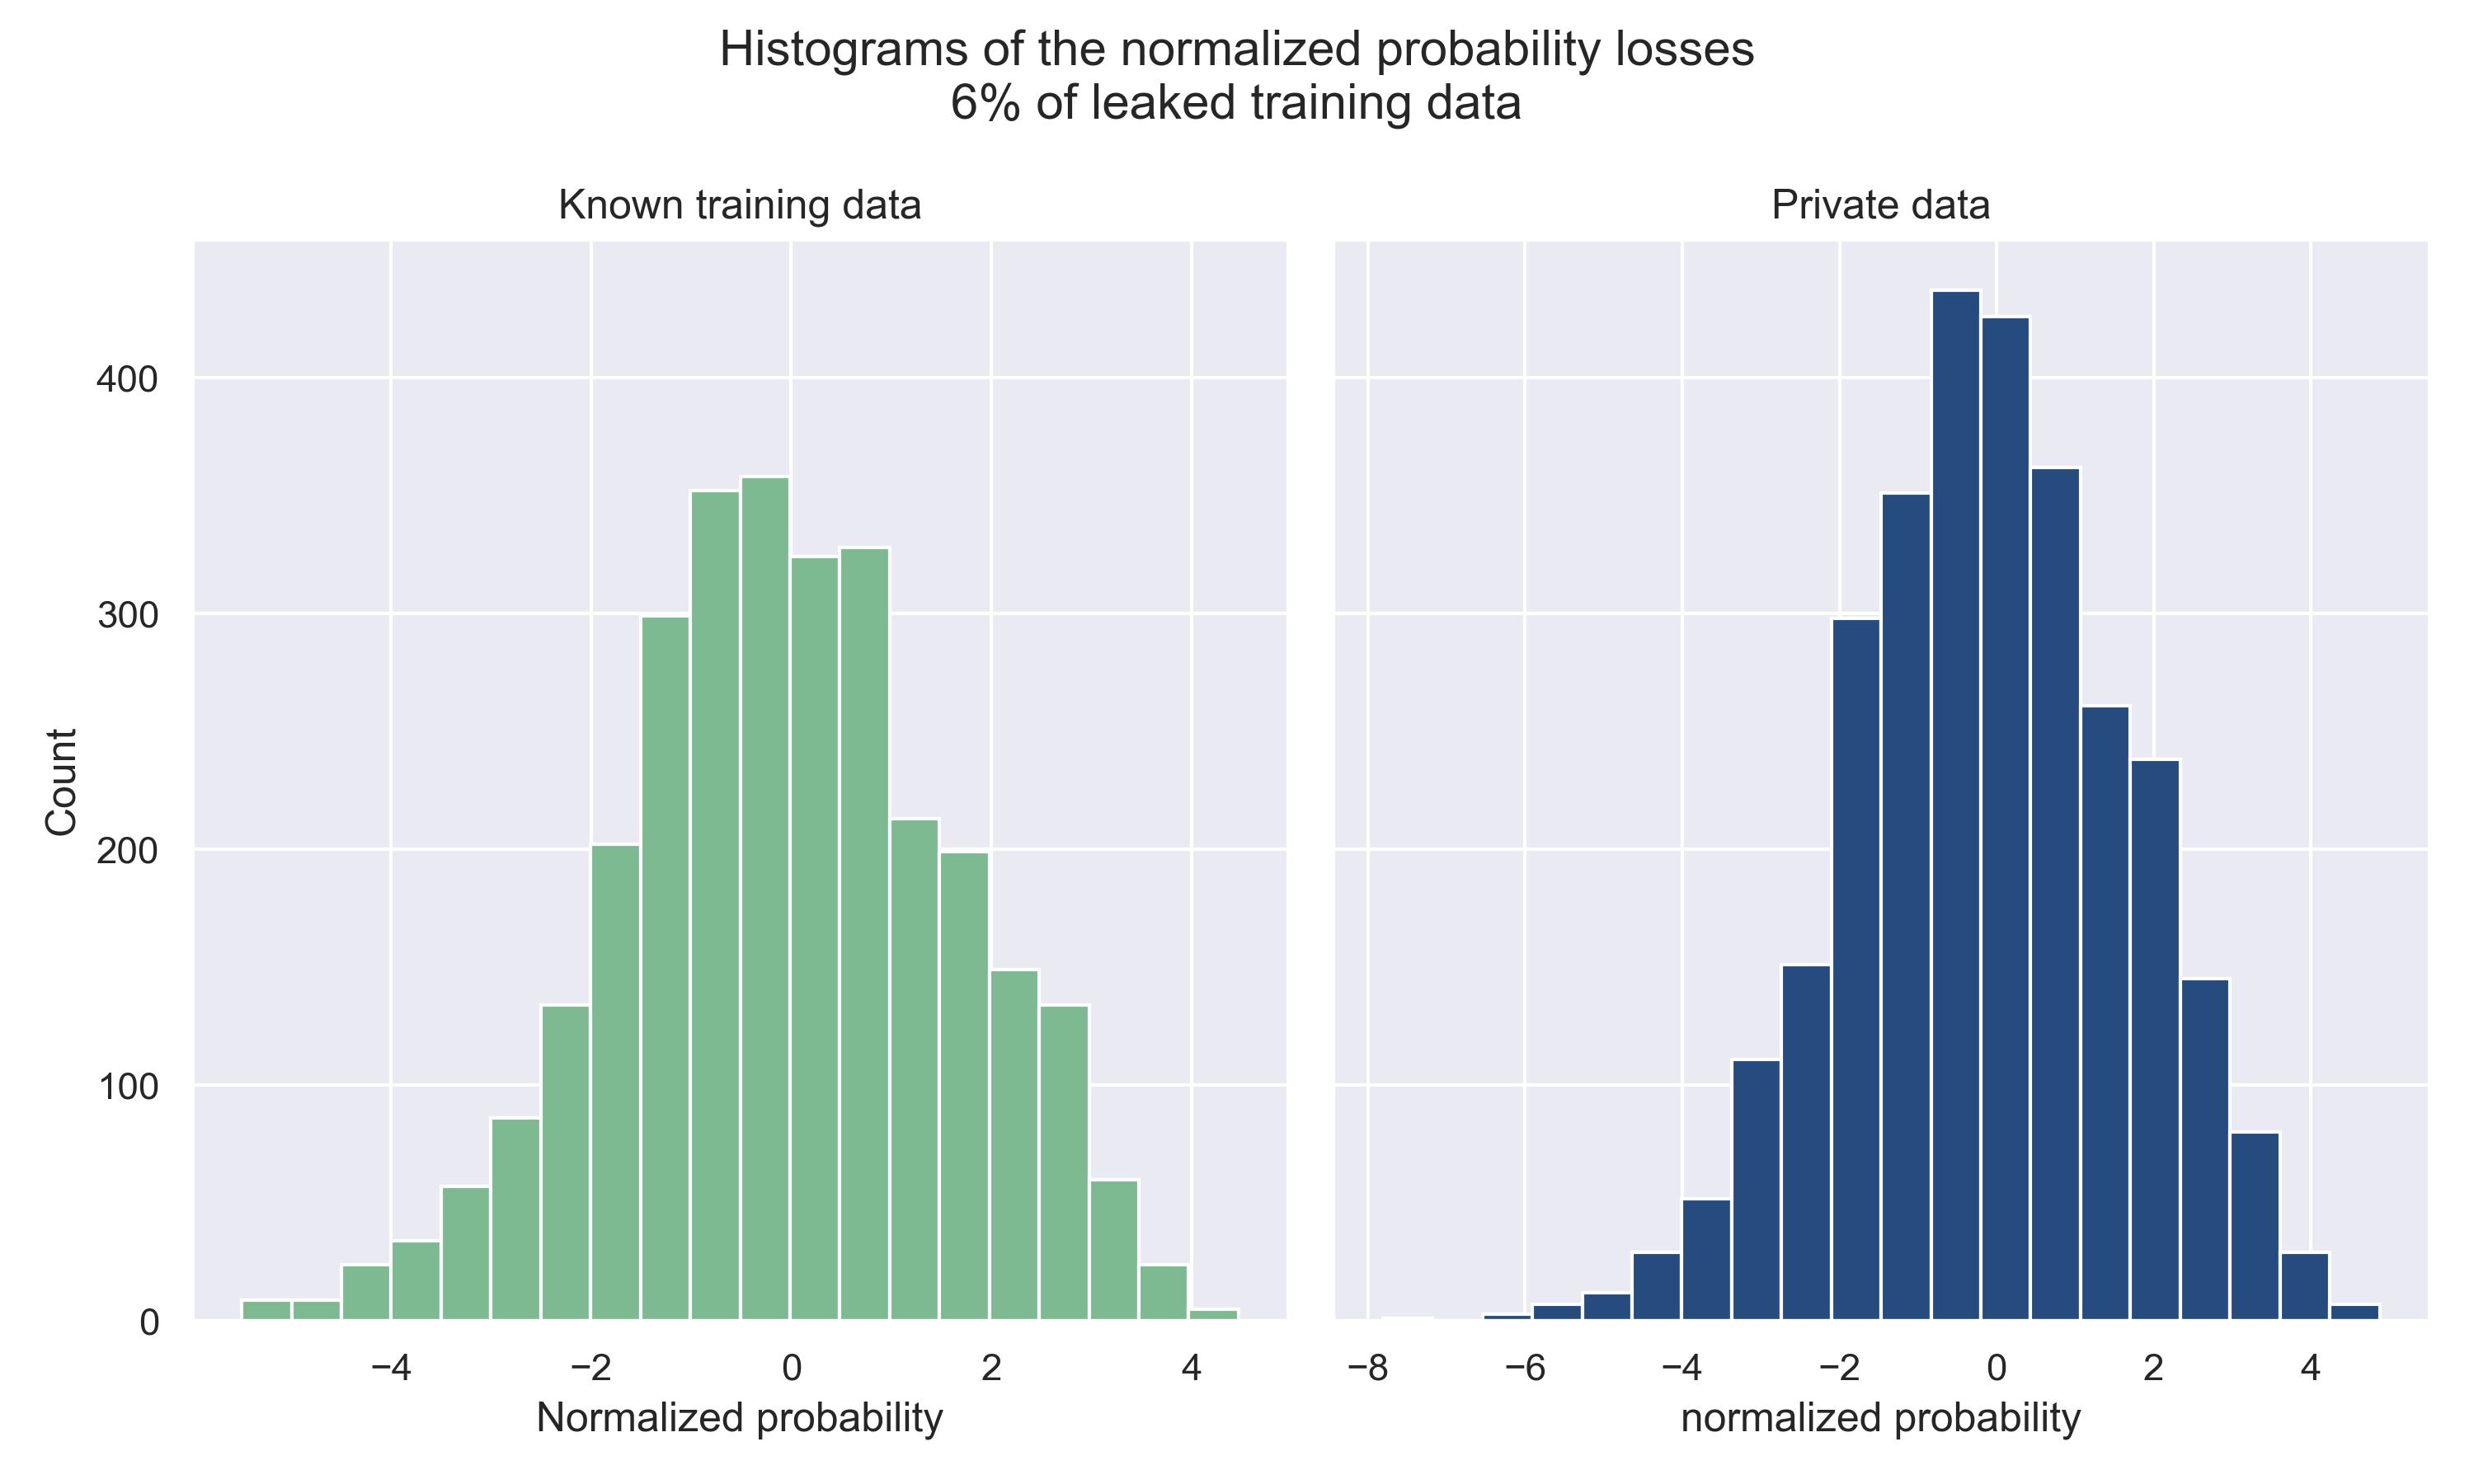 Histograms of the normalized probability losses
6% of leaked training data
Known training data
Private data
Count
400
300
200
100
0
−4 −2 0 2 4
Normalized probability
−8 −6 −4 −2 0 2 4
normalized probability